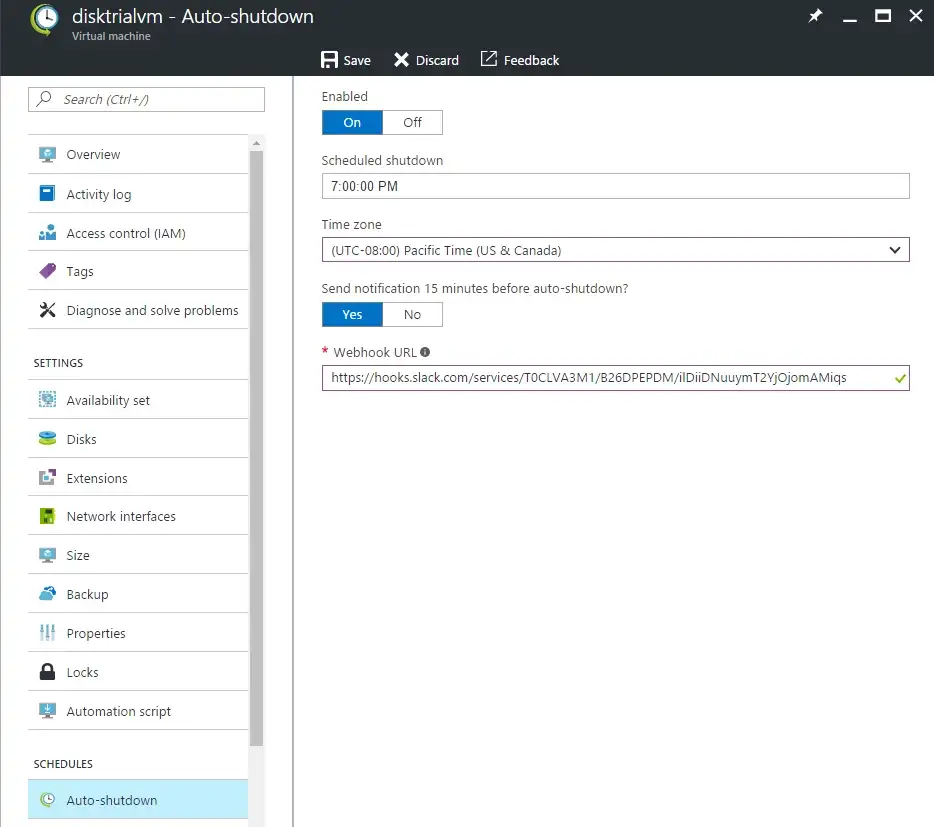 disktrialvm - Auto-shutdown
Virtual machine
Save Discard Feedback
Search (Ctrl+/)
Overview
Activity log
Access control (IAM)
Tags
Diagnose and solve problems
SETTINGS
Availability set
Disks
Extensions
Network interfaces
Size
Backup
Properties
Locks
Automation script
SCHEDULES
Auto-shutdown
Enabled
On Off
Scheduled shutdown
7:00:00 PM
Time zone
(UTC-08:00) Pacific Time (US & Canada)
Send notification 15 minutes before auto-shutdown?
Yes No
* Webhook URL
https://hooks.slack.com/services/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